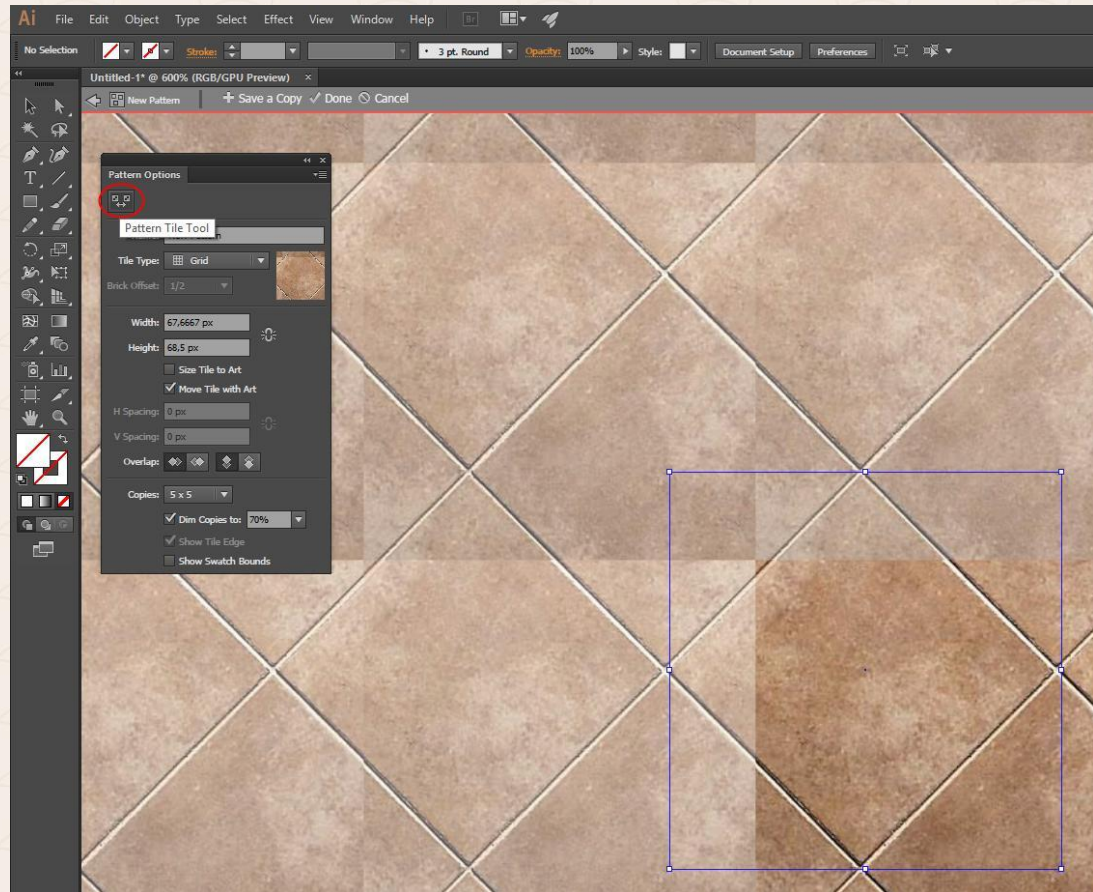 Ai File Edit Object Type Select Effect View Window Help Br
No Selection Stroke: 3 pt. Round Opacity: 100% Style: Document Setup Preferences
Untitled-1* @ 600% (RGB/GPU Preview) ×
New Pattern + Save a Copy ✓ Done Cancel
Pattern Options
Pattern Tile Tool
Tile Type: Grid
Brick Offset: 1/2
Width: 67,6667 px
Height: 68,5 px
Size Tile to Art
Move Tile with Art
H Spacing: 0 px
V Spacing: 0 px
Overlap:
Copies: 5 x 5
Dim Copies to: 70%
Show Tile Edge
Show Swatch Bounds